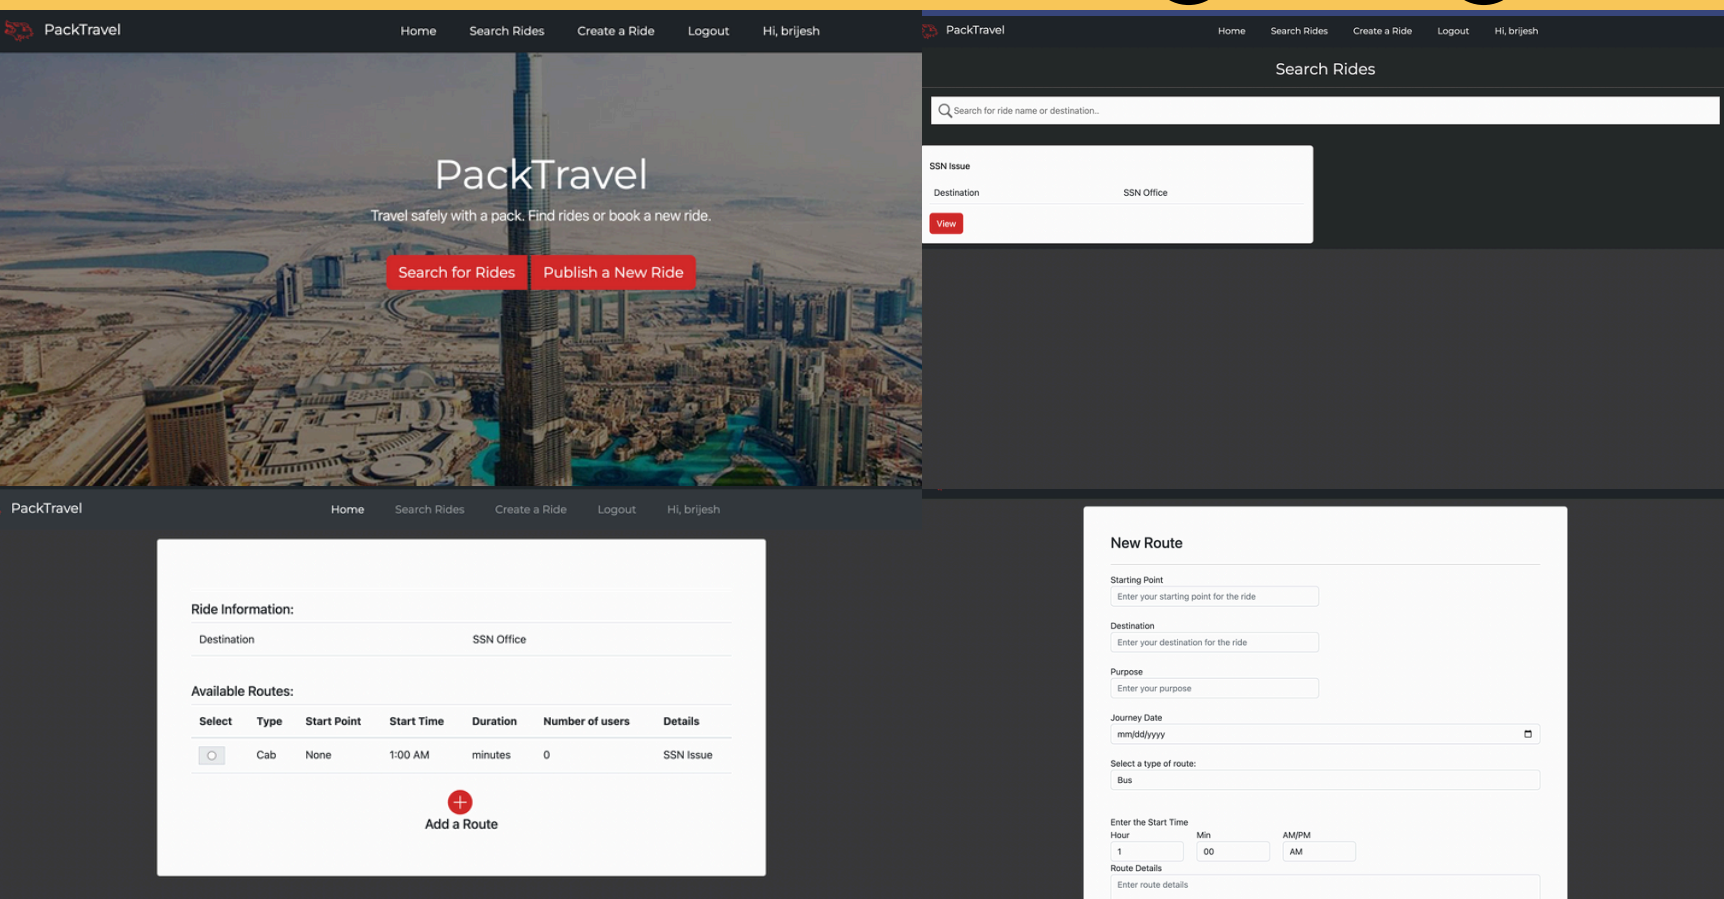 PackTravel Home Search Rides Create a Ride Logout Hi, brijesh
PackTravel
Travel safely with a pack. Find rides or book a new ride.
Search for Rides Publish a New Ride
PackTravel Home Search Rides Create a Ride Logout Hi, brijesh
Search Rides
Search for ride name or destination..
SSN Issue
Destination SSN Office
View
PackTravel Home Search Rides Create a Ride Logout Hi, brijesh
Ride Information:
Destination SSN Office
Available Routes:
Select Type Start Point Start Time Duration Number of users Details
Cab None 1:00 AM minutes 0 SSN Issue
Add a Route
New Route
Starting Point
Enter your starting point for the ride
Destination
Enter your destination for the ride
Purpose
Enter your purpose
Journey Date
mm/dd/yyyy
Select a type of route:
Bus
Enter the Start Time
Hour Min AM/PM
1 00 AM
Route Details
Enter route details